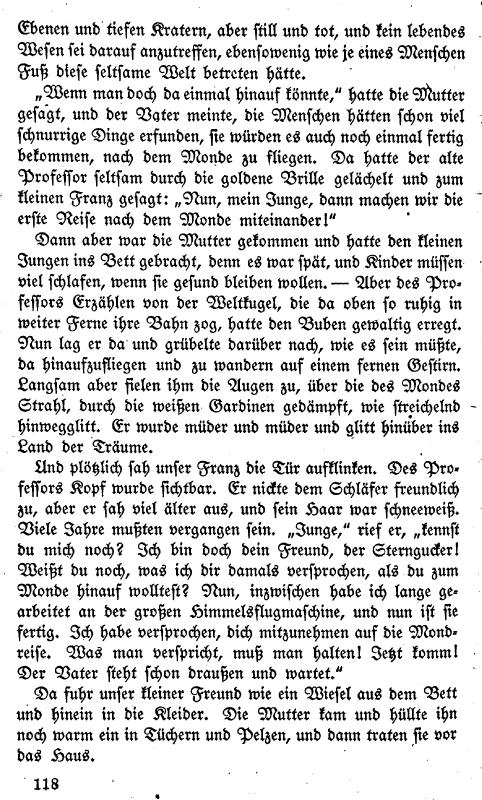 Ebenen und tiefen Kratern, aber still und tot, und kein lebendes
Wesen sei darauf anzutreffen, ebensowenig wie je eines Menschen
Fuß diese seltsame Welt betreten hätte.
„Wenn man doch da einmal hinauf könnte,“ hatte die Mutter
gesagt, und der Vater meinte, die Menschen hätten schon viel
schnurrige Dinge erfunden, sie würden es auch noch einmal fertig
bekommen, nach dem Monde zu fliegen. Da hatte der alte
Professor seltsam durch die goldene Brille gelächelt und zum
kleinen Franz gesagt: „Nun, mein Junge, dann machen wir die
erste Reise nach dem Monde miteinander!“
Dann aber war die Mutter gekommen und hatte den kleinen
Jungen ins Bett gebracht, denn es war spät, und Kinder müssen
viel schlafen, wenn sie gesund bleiben wollen. — Aber des Pro-
fessors Erzählen von der Weltkugel, die da oben so ruhig in
weiter Ferne ihre Bahn zog, hatte den Buben gewaltig erregt.
Nun lag er da und grübelte darüber nach, wie es sein müßte,
da hinaufzufliegen und zu wandern auf einem fernen Gestirn.
Langsam aber fielen ihm die Augen zu, über die des Mondes
Strahl, durch die weißen Gardinen gedämpft, wie streichelnd
hinwegglitt. Er wurde müder und müder und glitt hinüber ins
Land der Träume.
Und plötzlich sah unser Franz die Tür aufklinken. Des Pro-
fessors Kopf wurde sichtbar. Er nickte dem Schläfer freundlich
zu, aber er sah viel älter aus, und sein Haar war schneeweiß.
Viele Jahre mußten vergangen sein. „Junge,“ rief er, „kennst
du mich noch? Ich bin doch dein Freund, der Sterngucker!
Weißt du noch, was ich dir damals versprochen, als du zum
Monde hinauf wolltest? Nun, inzwischen habe ich lange ge-
arbeitet an der großen Himmelsflugmaschine, und nun ist sie
fertig. Ich habe versprochen, dich mitzunehmen auf die Mond-
reise. Was man verspricht, muß man halten! Jetzt komm!
Der Vater steht schon draußen und wartet.“
Da fuhr unser kleiner Freund wie ein Wiesel aus dem Bett
und hinein in die Kleider. Die Mutter kam und hüllte ihn
noch warm ein in Tüchern und Pelzen, und dann traten sie vor
das Haus.
118